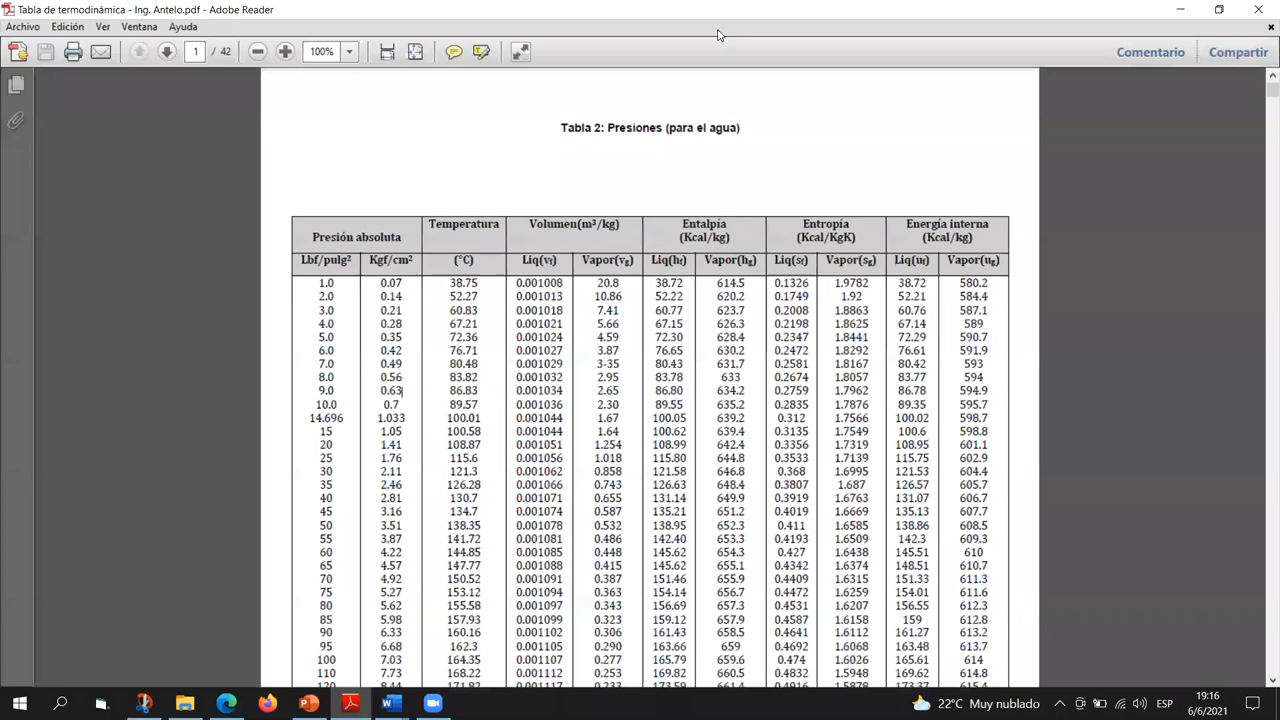 Tabla de termodinámica - Ing. Antelo.pdf - Adobe Reader
Archivo Edición Ver Ventana Ayuda
1 / 42 100% Comentario Compartir
Tabla 2: Presiones (para el agua)
Presión absoluta Temperatura Volumen(m³/kg) Entalpía (Kcal/kg) Entropía (Kcal/KgK) Energía interna (Kcal/kg)
Lbf/pulg² Kgf/cm² (°C) Liq(vf) Vapor(vg) Liq(hf) Vapor(hg) Liq(sf) Vapor(sg) Liq(uf) Vapor(ug)
1.0 0.07 38.75 0.001008 20.8 38.72 614.5 0.1326 1.9782 38.72 580.2
2.0 0.14 52.27 0.001013 10.86 52.22 620.2 0.1749 1.92 52.21 584.4
3.0 0.21 60.83 0.001018 7.41 60.77 623.7 0.2008 1.8863 60.76 587.1
4.0 0.28 67.21 0.001021 5.66 67.15 626.3 0.2198 1.8625 67.14 589
5.0 0.35 72.36 0.001024 4.59 72.30 628.4 0.2347 1.8441 72.29 590.7
6.0 0.42 76.71 0.001027 3.87 76.65 630.2 0.2472 1.8292 76.61 591.9
7.0 0.49 80.48 0.001029 3-35 80.43 631.7 0.2581 1.8167 80.42 593
8.0 0.56 83.82 0.001032 2.95 83.78 633 0.2674 1.8057 83.77 594
9.0 0.63 86.83 0.001034 2.65 86.80 634.2 0.2759 1.7962 86.78 594.9
10.0 0.7 89.57 0.001036 2.30 89.55 635.2 0.2835 1.7876 89.35 595.7
14.696 1.033 100.01 0.001044 1.67 100.05 639.2 0.312 1.7566 100.02 598.7
15 1.05 100.58 0.001044 1.64 100.62 639.4 0.3135 1.7549 100.6 598.8
20 1.41 108.87 0.001051 1.254 108.99 642.4 0.3356 1.7319 108.95 601.1
25 1.76 115.6 0.001056 1.018 115.80 644.8 0.3533 1.7139 115.75 602.9
30 2.11 121.3 0.001062 0.858 121.58 646.8 0.368 1.6995 121.53 604.4
35 2.46 126.28 0.001066 0.743 126.63 648.4 0.3807 1.687 126.57 605.7
40 2.81 130.7 0.001071 0.655 131.14 649.9 0.3919 1.6763 131.07 606.7
45 3.16 134.7 0.001074 0.587 135.21 651.2 0.4019 1.6669 135.13 607.7
50 3.51 138.35 0.001078 0.532 138.95 652.3 0.411 1.6585 138.86 608.5
55 3.87 141.72 0.001081 0.486 142.40 653.3 0.4193 1.6509 142.3 609.3
60 4.22 144.85 0.001085 0.448 145.62 654.3 0.427 1.6438 145.51 610
65 4.57 147.77 0.001088 0.415 145.62 655.1 0.4342 1.6374 148.51 610.7
70 4.92 150.52 0.001091 0.387 151.46 655.9 0.4409 1.6315 151.33 611.3
75 5.27 153.12 0.001094 0.363 154.14 656.7 0.4472 1.6259 154.01 611.6
80 5.62 155.58 0.001097 0.343 156.69 657.3 0.4531 1.6207 156.55 612.3
85 5.98 157.93 0.001099 0.323 159.12 657.9 0.4587 1.6158 159 612.8
90 6.33 160.16 0.001102 0.306 161.43 658.5 0.4641 1.6112 161.27 613.2
95 6.68 162.3 0.001105 0.290 163.66 659 0.4692 1.6068 163.48 613.7
100 7.03 164.35 0.001107 0.277 165.79 659.6 0.474 1.6026 165.61 614
110 7.73 168.22 0.001112 0.253 169.82 660.5 0.4832 1.5948 169.62 614.8
120 8.44 171.82 0.001117 0.233 173.59 661.4 0.4916 1.5878 173.37 615.4
22°C Muy nublado ESP 19:16
6/6/2021